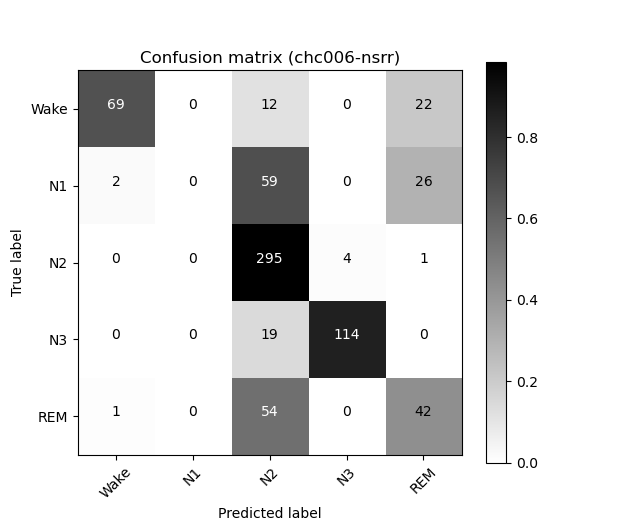 Confusion matrix (chc006-nsrr)
Wake 69 0 12 0 22
N1 2 0 59 0 26
N2 0 0 295 4 1
N3 0 0 19 114 0
REM 1 0 54 0 42
Wake N1 N2 N3 REM
Predicted label
True label
0.8
0.6
0.4
0.2
0.0